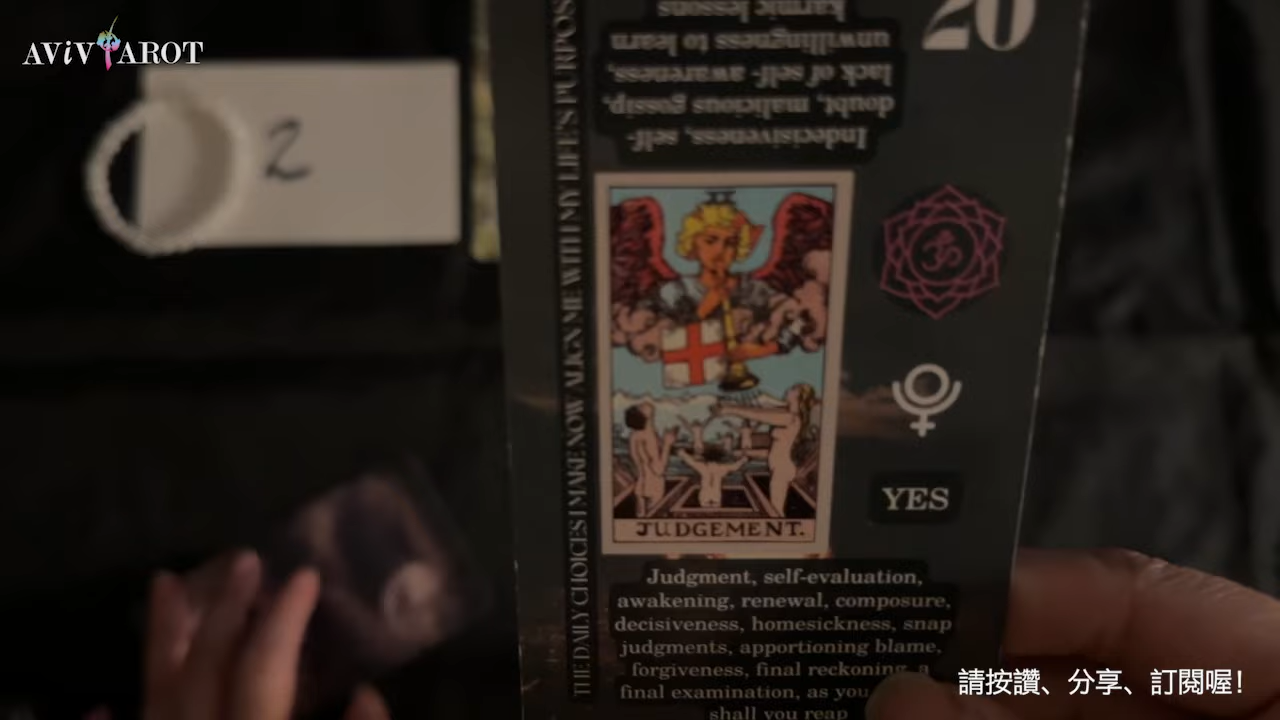 AViVTAROT
2
20
Indecisiveness, self-
doubt, malicious gossip,
lack of self- awareness,
unwillingness to learn
karmic lessons
THE DAILY CHOICES I MAKE NOW ALIGN ME WITH MY LIFE'S PURPOS
XX
JUDGEMENT.
YES
Judgment, self-evaluation,
awakening, renewal, composure,
decisiveness, homesickness, snap
judgments, apportioning blame,
forgiveness, final reckoning, a
final examination, as you
shall you reap
請按讚、分享、訂閱喔!